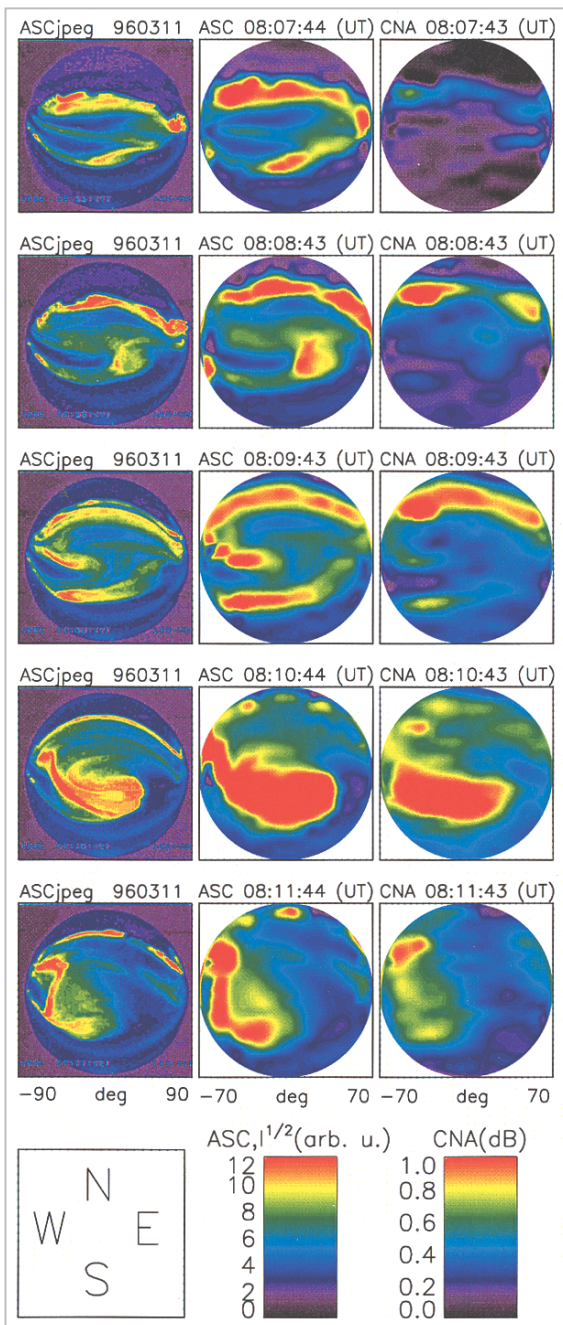 ASCjpeg 960311 ASC 08:07:44 (UT) CNA 08:07:43 (UT)
ASCjpeg 960311 ASC 08:08:43 (UT) CNA 08:08:43 (UT)
ASCjpeg 960311 ASC 08:09:43 (UT) CNA 08:09:43 (UT)
ASCjpeg 960311 ASC 08:10:44 (UT) CNA 08:10:43 (UT)
ASCjpeg 960311 ASC 08:11:44 (UT) CNA 08:11:43 (UT)
−90 deg 90 −70 deg 70 −70 deg 70
ASC,I^1/2(arb. u.) CNA(dB)
N
W E
S
12
10
8
6
4
2
0
1.0
0.8
0.6
0.4
0.2
0.0